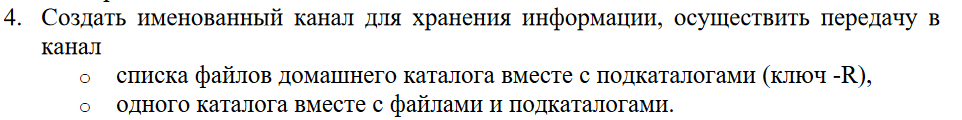 4. Создать именованный канал для хранения информации, осуществить передачу в
канал
o списка файлов домашнего каталога вместе с подкаталогами (ключ -R),
o одного каталога вместе с файлами и подкаталогами.